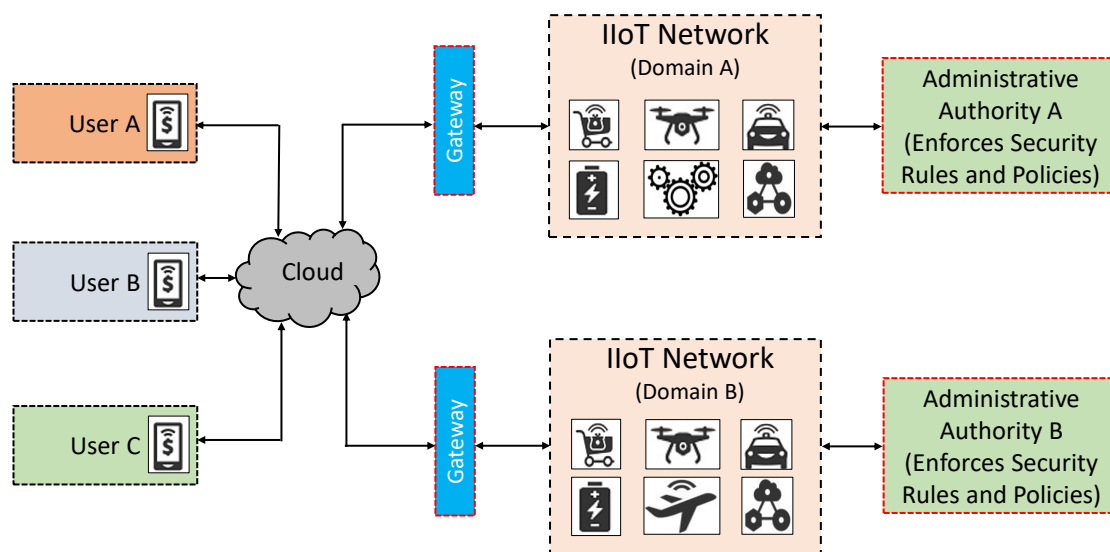 User A
$
User B
$
User C
$
Cloud
Gateway
IIoT Network
(Domain A)
Administrative
Authority A
(Enforces Security
Rules and Policies)
Gateway
IIoT Network
(Domain B)
Administrative
Authority B
(Enforces Security
Rules and Policies)